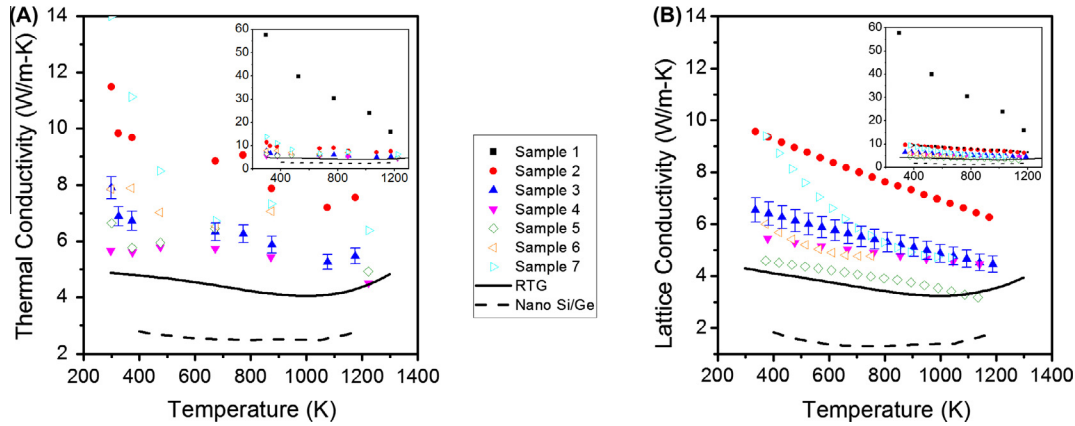 (A)
Thermal Conductivity (W/m-K)
14
12
10
8
6
4
2
200 400 600 800 1000 1200 1400
Temperature (K)
60
50
40
30
20
10
0
400 800 1200
Sample 1
Sample 2
Sample 3
Sample 4
Sample 5
Sample 6
Sample 7
RTG
Nano Si/Ge
(B)
Lattice Conductivity (W/m-K)
14
12
10
8
6
4
2
200 400 600 800 1000 1200 1400
Temperature (K)
60
50
40
30
20
10
0
400 800 1200